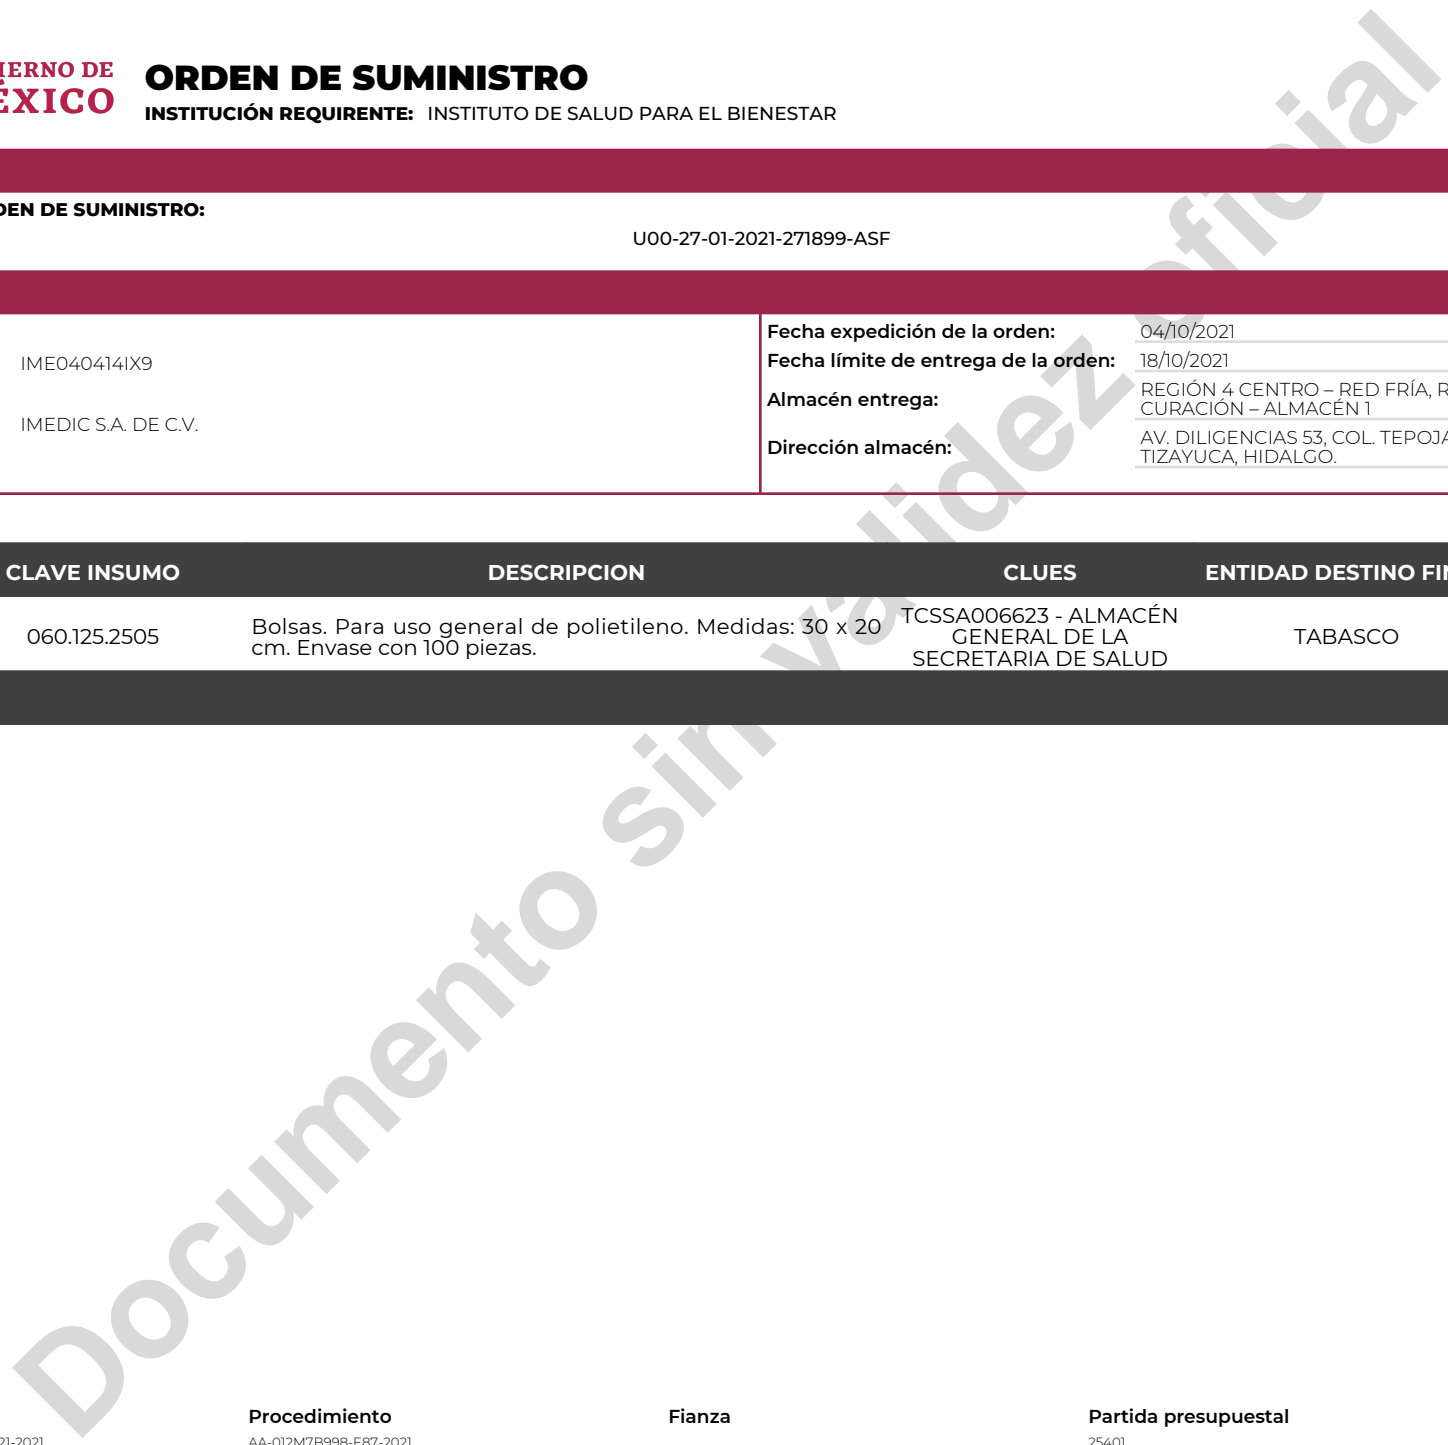 ORDEN DE SUMINISTRO
INSTITUCIÓN REQUIRENTE: INSTITUTO DE SALUD PARA EL BIENESTAR
DE SUMINISTRO:
U00-27-01-2021-271899-ASF
IME040414IX9
IMEDIC S.A. DE C.V.
Fecha expedición de la orden: 04/10/2021
Fecha límite de entrega de la orden: 18/10/2021
Almacén entrega: REGIÓN 4 CENTRO – RED FRÍA,
CURACIÓN – ALMACÉN 1
Dirección almacén: AV. DILIGENCIAS 53, COL.
TIZAYUCA, HIDALGO.
CLAVE INSUMO DESCRIPCION CLUES ENTIDAD DESTINO
060.125.2505
Bolsas. Para uso general de polietileno. Medidas: 30 x 20
cm. Envase con 100 piezas.
TCSSA006623 - ALMACÉN
GENERAL DE LA
SECRETARIA DE SALUD
TABASCO
DE
Documento sin validez oficial
Procedimiento Fianza Partida presupuestal
AA-012M7B998-E87-2021 25401